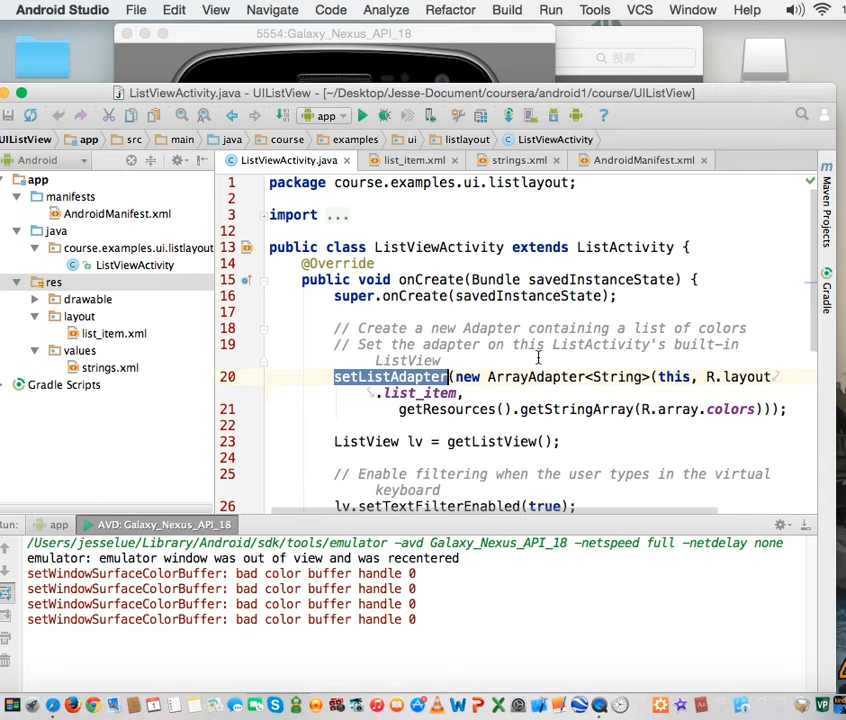 Android Studio File Edit View Navigate Code Analyze Refactor Build Run Tools VCS Window Help
5554:Galaxy_Nexus_API_18
搜尋
ListViewActivity.java - UIListView - [~/Desktop/Jesse-Document/coursera/android1/course/UIListView]
app
UIListView app src main java course examples ui listlayout ListViewActivity
Android
ListViewActivity.java list_item.xml strings.xml AndroidManifest.xml
app
manifests
AndroidManifest.xml
java
course.examples.ui.listlayout
ListViewActivity
res
drawable
layout
list_item.xml
values
strings.xml
Gradle Scripts
1 package course.examples.ui.listlayout;
2
3 import ...
12
13 public class ListViewActivity extends ListActivity {
14 @Override
15 public void onCreate(Bundle savedInstanceState) {
16 super.onCreate(savedInstanceState);
17
18 // Create a new Adapter containing a list of colors
19 // Set the adapter on this ListActivity's built-in
ListView
20 setListAdapter(new ArrayAdapter<String>(this, R.layout
.list_item,
21 getResources().getStringArray(R.array.colors)));
22
23 ListView lv = getListView();
24
25 // Enable filtering when the user types in the virtual
keyboard
26 lv.setTextFilterEnabled(true);
Maven Projects
Gradle
Run: app AVD: Galaxy_Nexus_API_18
/Users/jesselue/Library/Android/sdk/tools/emulator -avd Galaxy_Nexus_API_18 -netspeed full -netdelay none
emulator: emulator window was out of view and was recentered
setWindowSurfaceColorBuffer: bad color buffer handle 0
setWindowSurfaceColorBuffer: bad color buffer handle 0
setWindowSurfaceColorBuffer: bad color buffer handle 0
setWindowSurfaceColorBuffer: bad color buffer handle 0